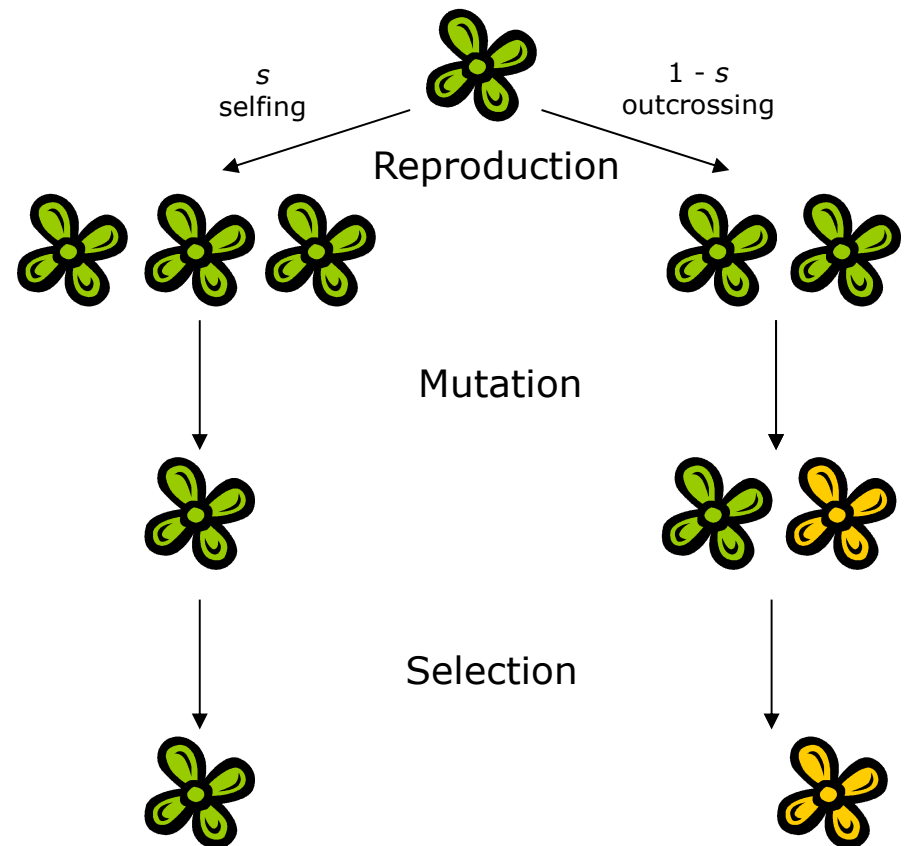 s
selfing
1 - s
outcrossing
Reproduction
Mutation
Selection